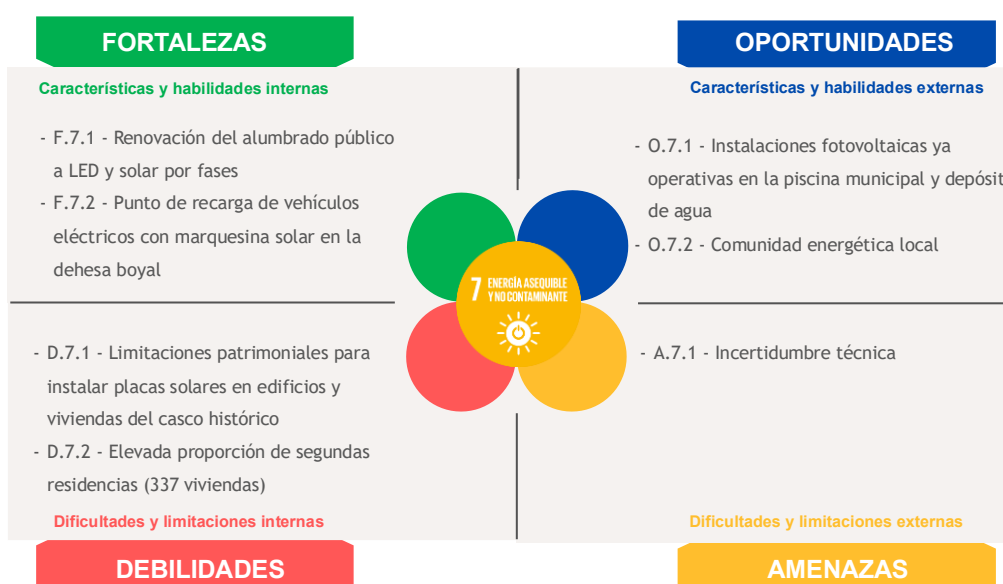 FORTALEZAS
Características y habilidades internas
- F.7.1 - Renovación del alumbrado público
a LED y solar por fases
- F.7.2 - Punto de recarga de vehículos
eléctricos con marquesina solar en la
dehesa boyal
OPORTUNIDADES
Características y habilidades externas
- O.7.1 - Instalaciones fotovoltaicas ya
operativas en la piscina municipal y depósit
de agua
- O.7.2 - Comunidad energética local
7 ENERGÍA ASEQUIBLE
Y NO CONTAMINANTE
- D.7.1 - Limitaciones patrimoniales para
instalar placas solares en edificios y
viviendas del casco histórico
- D.7.2 - Elevada proporción de segundas
residencias (337 viviendas)
Dificultades y limitaciones internas
DEBILIDADES
- A.7.1 - Incertidumbre técnica
Dificultades y limitaciones externas
AMENAZAS